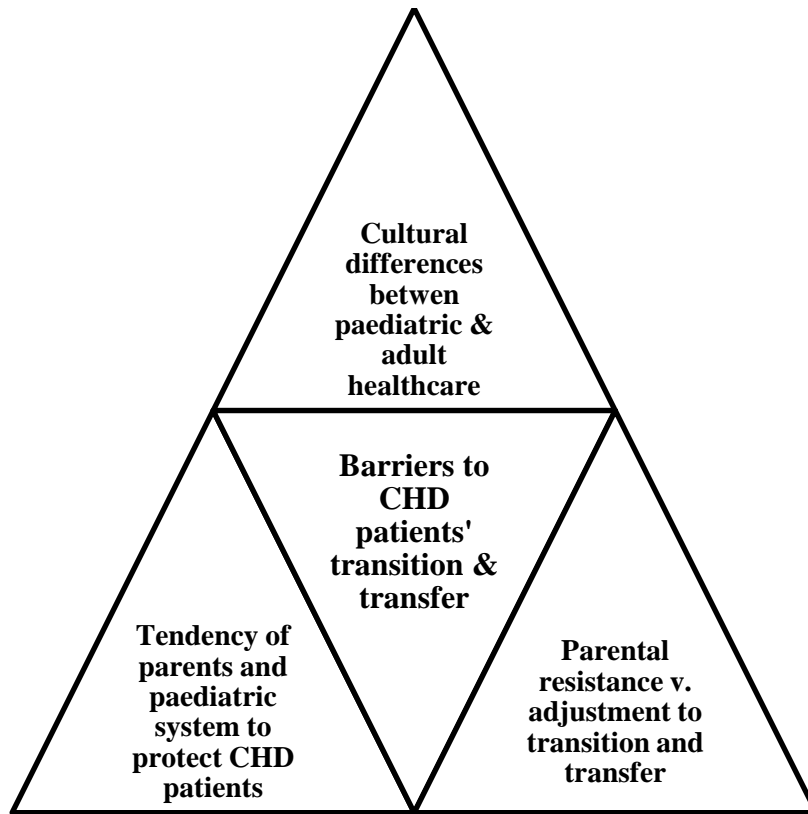 Cultural
differences
betwen
paediatric &
adult
healthcare
Barriers to
CHD
patients'
transition &
transfer
Tendency of
parents and
paediatric
system to
protect CHD
patients
Parental
resistance v.
adjustment to
transition and
transfer